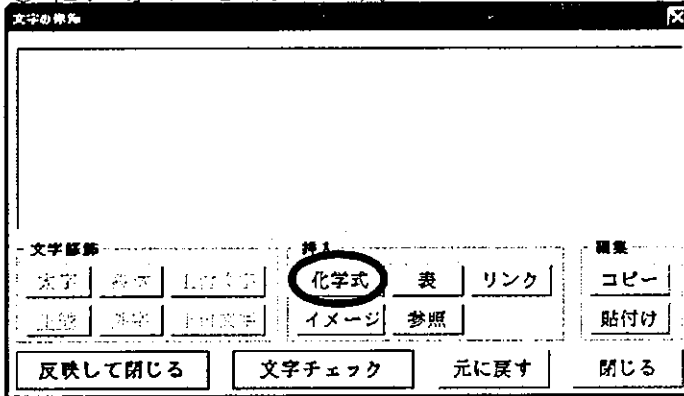 文字の修飾
文字修飾
挿入
編集
太字
化学式 表 リンク
コピー
イメージ 参照
貼付け
反映して閉じる 文字チェック 元に戻す 閉じる